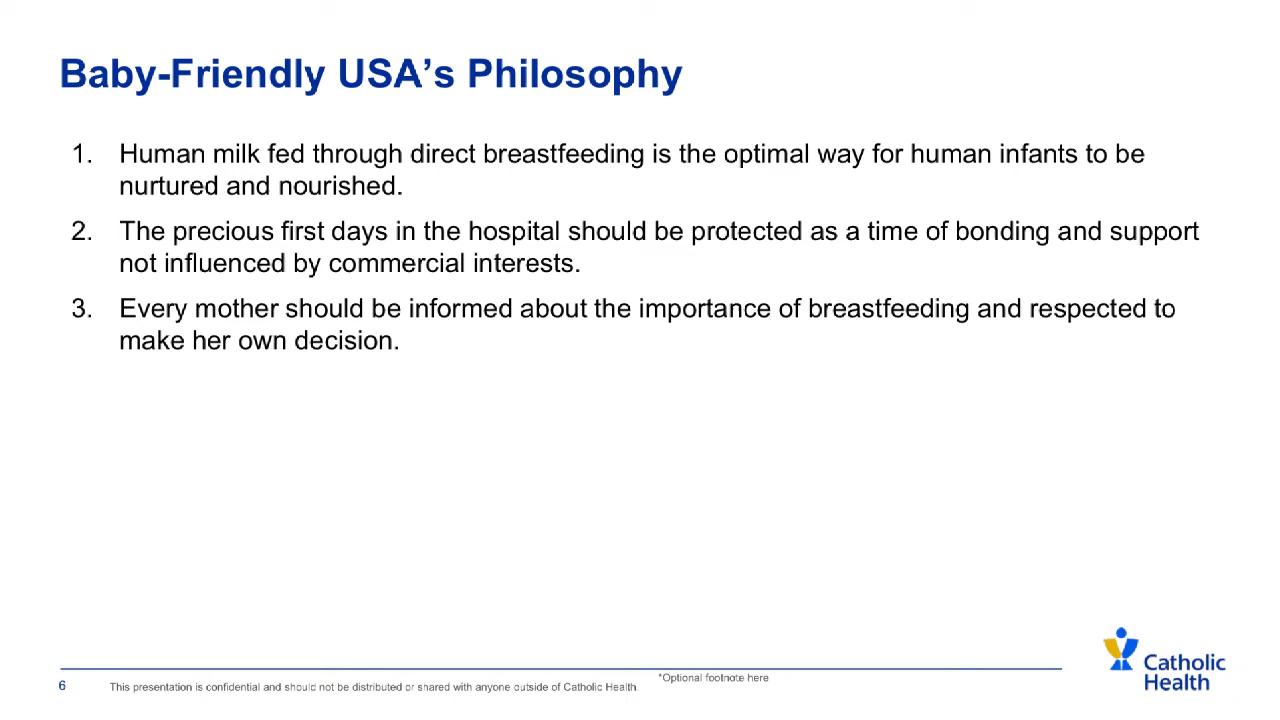 Baby-Friendly USA’s Philosophy
1. Human milk fed through direct breastfeeding is the optimal way for human infants to be
nurtured and nourished.
2. The precious first days in the hospital should be protected as a time of bonding and support
not influenced by commercial interests.
3. Every mother should be informed about the importance of breastfeeding and respected to
make her own decision.
6
This presentation is confidential and should not be distributed or shared with anyone outside of Catholic Health.
*Optional footnote here
Catholic
Health